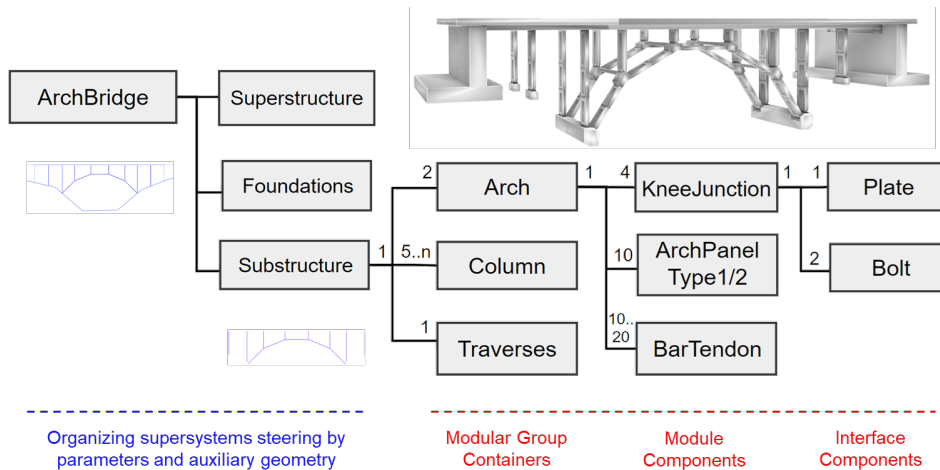 ArchBridge
Superstructure
Foundations
Substructure
1
2
Arch
1
4
KneeJunction
1
1
Plate
5..n
Column
10
ArchPanel
Type1/2
2
Bolt
1
Traverses
10..
20
BarTendon
Organizing supersystems steering by
parameters and auxiliary geometry
Modular Group
Containers
Module
Components
Interface
Components